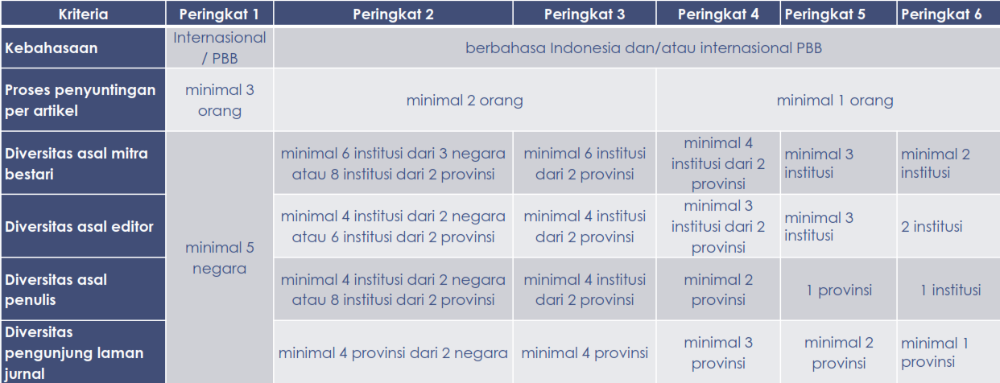 Kriteria
Peringkat 1
Peringkat 2
Peringkat 3
Peringkat 4
Peringkat 5
Peringkat 6
Kebahasaan
Internasional
/ PBB
berbahasa Indonesia dan/atau internasional PBB
Proses penyuntingan
per artikel
minimal 3
orang
minimal 2 orang
minimal 1 orang
Diversitas asal mitra
bestari
minimal 5
negara
minimal 6 institusi dari 3 negara
atau 8 institusi dari 2 provinsi
minimal 6 institusi
dari 2 provinsi
minimal 4
institusi dari 2
provinsi
minimal 3
institusi
minimal 2
institusi
Diversitas asal editor
minimal 4 institusi dari 2 negara
atau 6 institusi dari 2 provinsi
minimal 4 institusi
dari 2 provinsi
minimal 3
institusi dari 2
provinsi
minimal 3
institusi
2 institusi
Diversitas asal
penulis
minimal 4 institusi dari 2 negara
atau 8 institusi dari 2 provinsi
minimal 4 institusi
dari 2 provinsi
minimal 2
provinsi
1 provinsi
1 institusi
Diversitas
pengunjung laman
jurnal
minimal 4 provinsi dari 2 negara
minimal 4 provinsi
minimal 3
provinsi
minimal 2
provinsi
minimal 1
provinsi